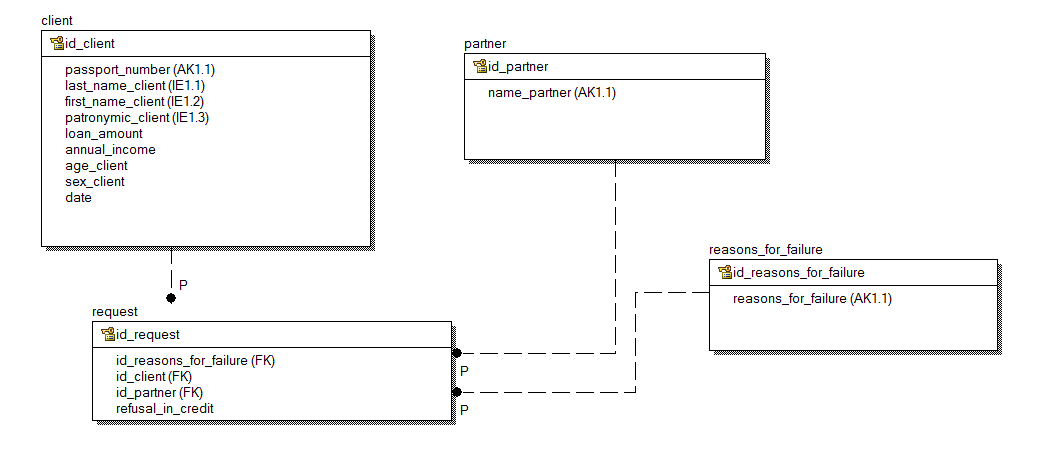 client
id_client
passport_number (AK1.1)
last_name_client (IE1.1)
first_name_client (IE1.2)
patronymic_client (IE1.3)
loan_amount
annual_income
age_client
sex_client
date
partner
id_partner
name_partner (AK1.1)
reasons_for_failure
id_reasons_for_failure
reasons_for_failure (AK1.1)
P
request
id_request
id_reasons_for_failure (FK)
id_client (FK)
id_partner (FK)
refusal_in_credit
P
P